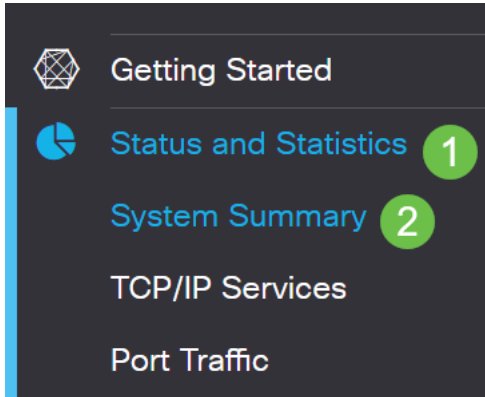 Getting Started
Status and Statistics 1
System Summary 2
TCP/IP Services
Port Traffic